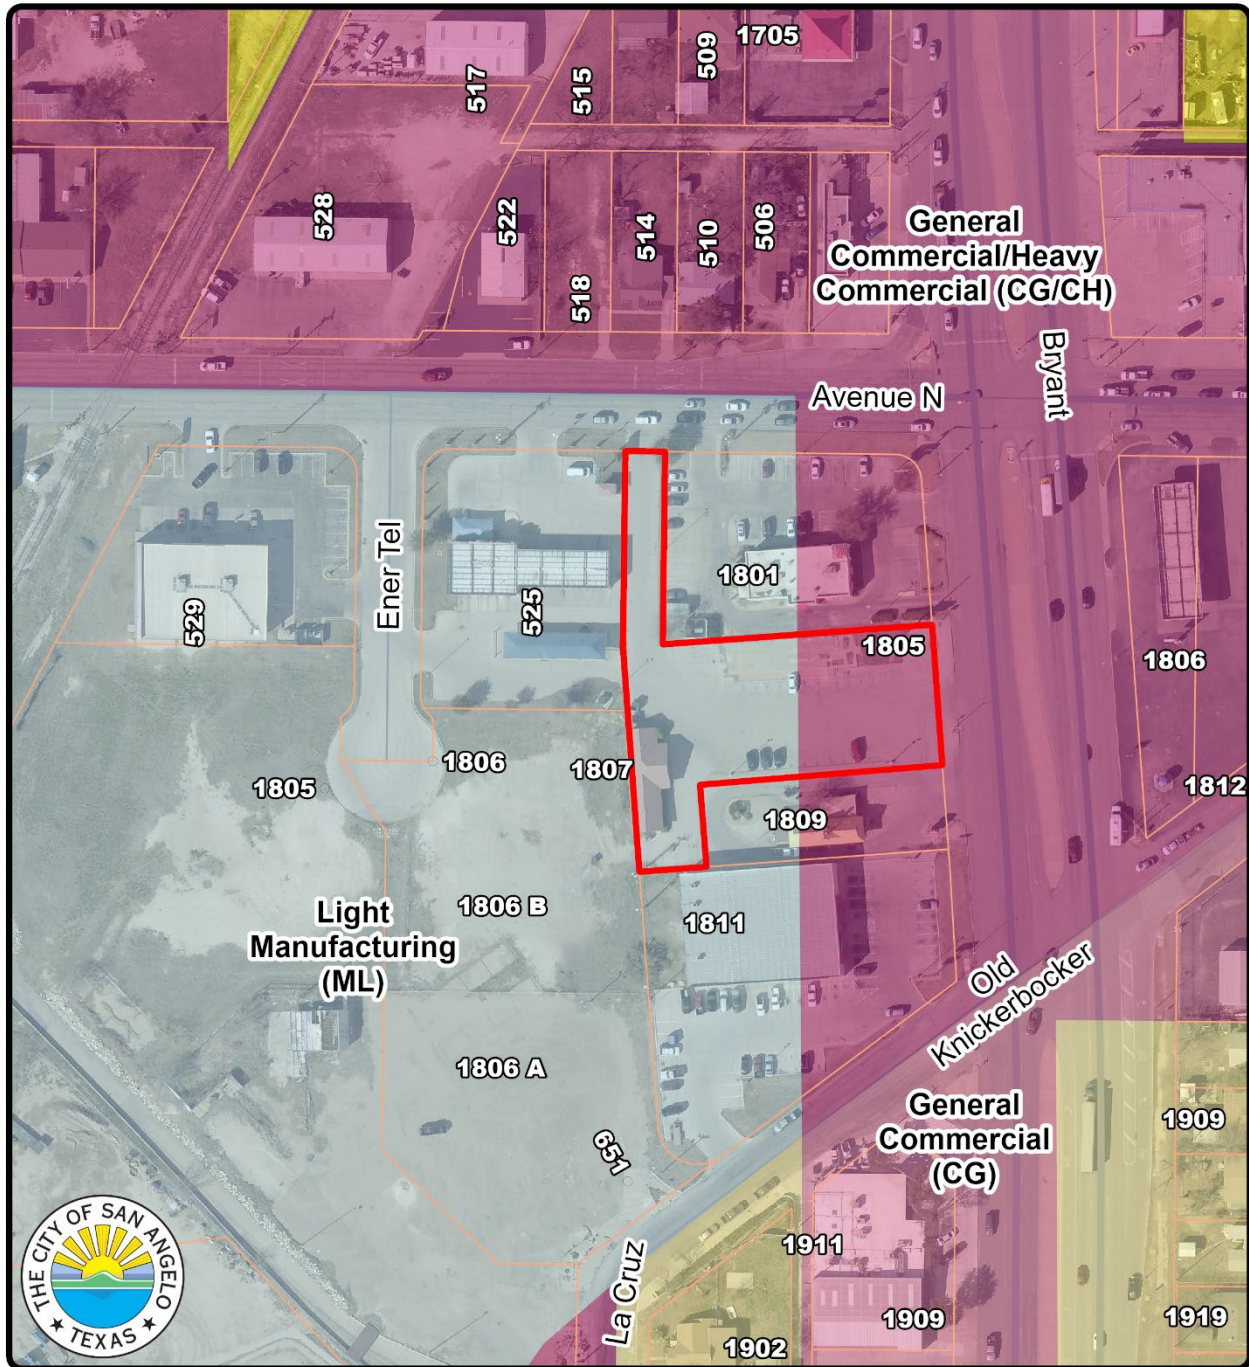 1705
509
517
515
528
522
514
510
506
518
General
Commercial/Heavy
Commercial (CG/CH)
Bryant
Avenue N
Ener Tel
1801
529
525
1805
1806
1806
1807
1805
1812
1809
1806 B
1811
Light
Manufacturing
(ML)
Old
Knickerbocker
1806 A
General
Commercial
(CG)
1909
651
THE CITY OF SAN ANGELO
TEXAS
La Cruz
1911
1909
1919
1902